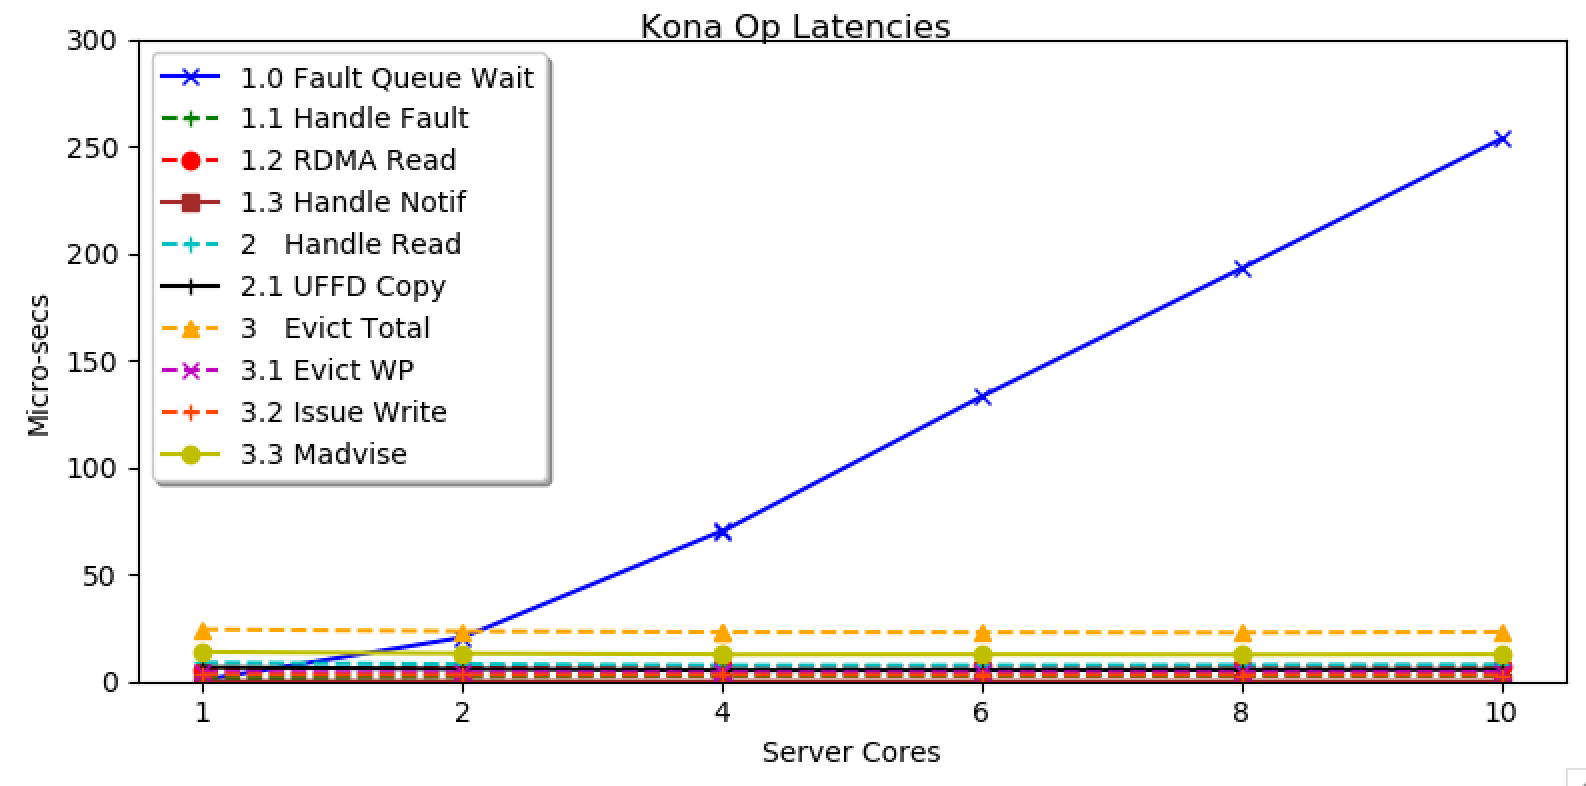 Kona Op Latencies
300
250
200
150
100
50
0
Micro-secs
1.0 Fault Queue Wait
1.1 Handle Fault
1.2 RDMA Read
1.3 Handle Notif
2 Handle Read
2.1 UFFD Copy
3 Evict Total
3.1 Evict WP
3.2 Issue Write
3.3 Madvise
1 2 4 6 8 10
Server Cores